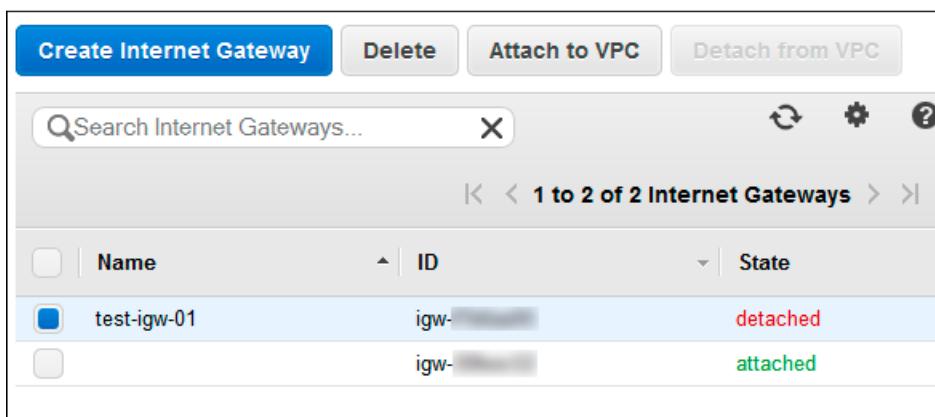 Create Internet Gateway Delete Attach to VPC Detach from VPC
Search Internet Gateways...
1 to 2 of 2 Internet Gateways
Name ID State
test-igw-01 igw- detached
igw- attached